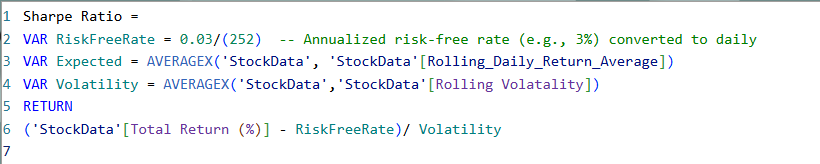 1 Sharpe Ratio =
2 VAR RiskFreeRate = 0.03/(252)  -- Annualized risk-free rate (e.g., 3%) converted to daily
3 VAR Expected = AVERAGEX('StockData', 'StockData'[Rolling_Daily_Return_Average])
4 VAR Volatility = AVERAGEX('StockData','StockData'[Rolling Volatality])
5 RETURN
6 ('StockData'[Total Return (%)] - RiskFreeRate)/ Volatility
7